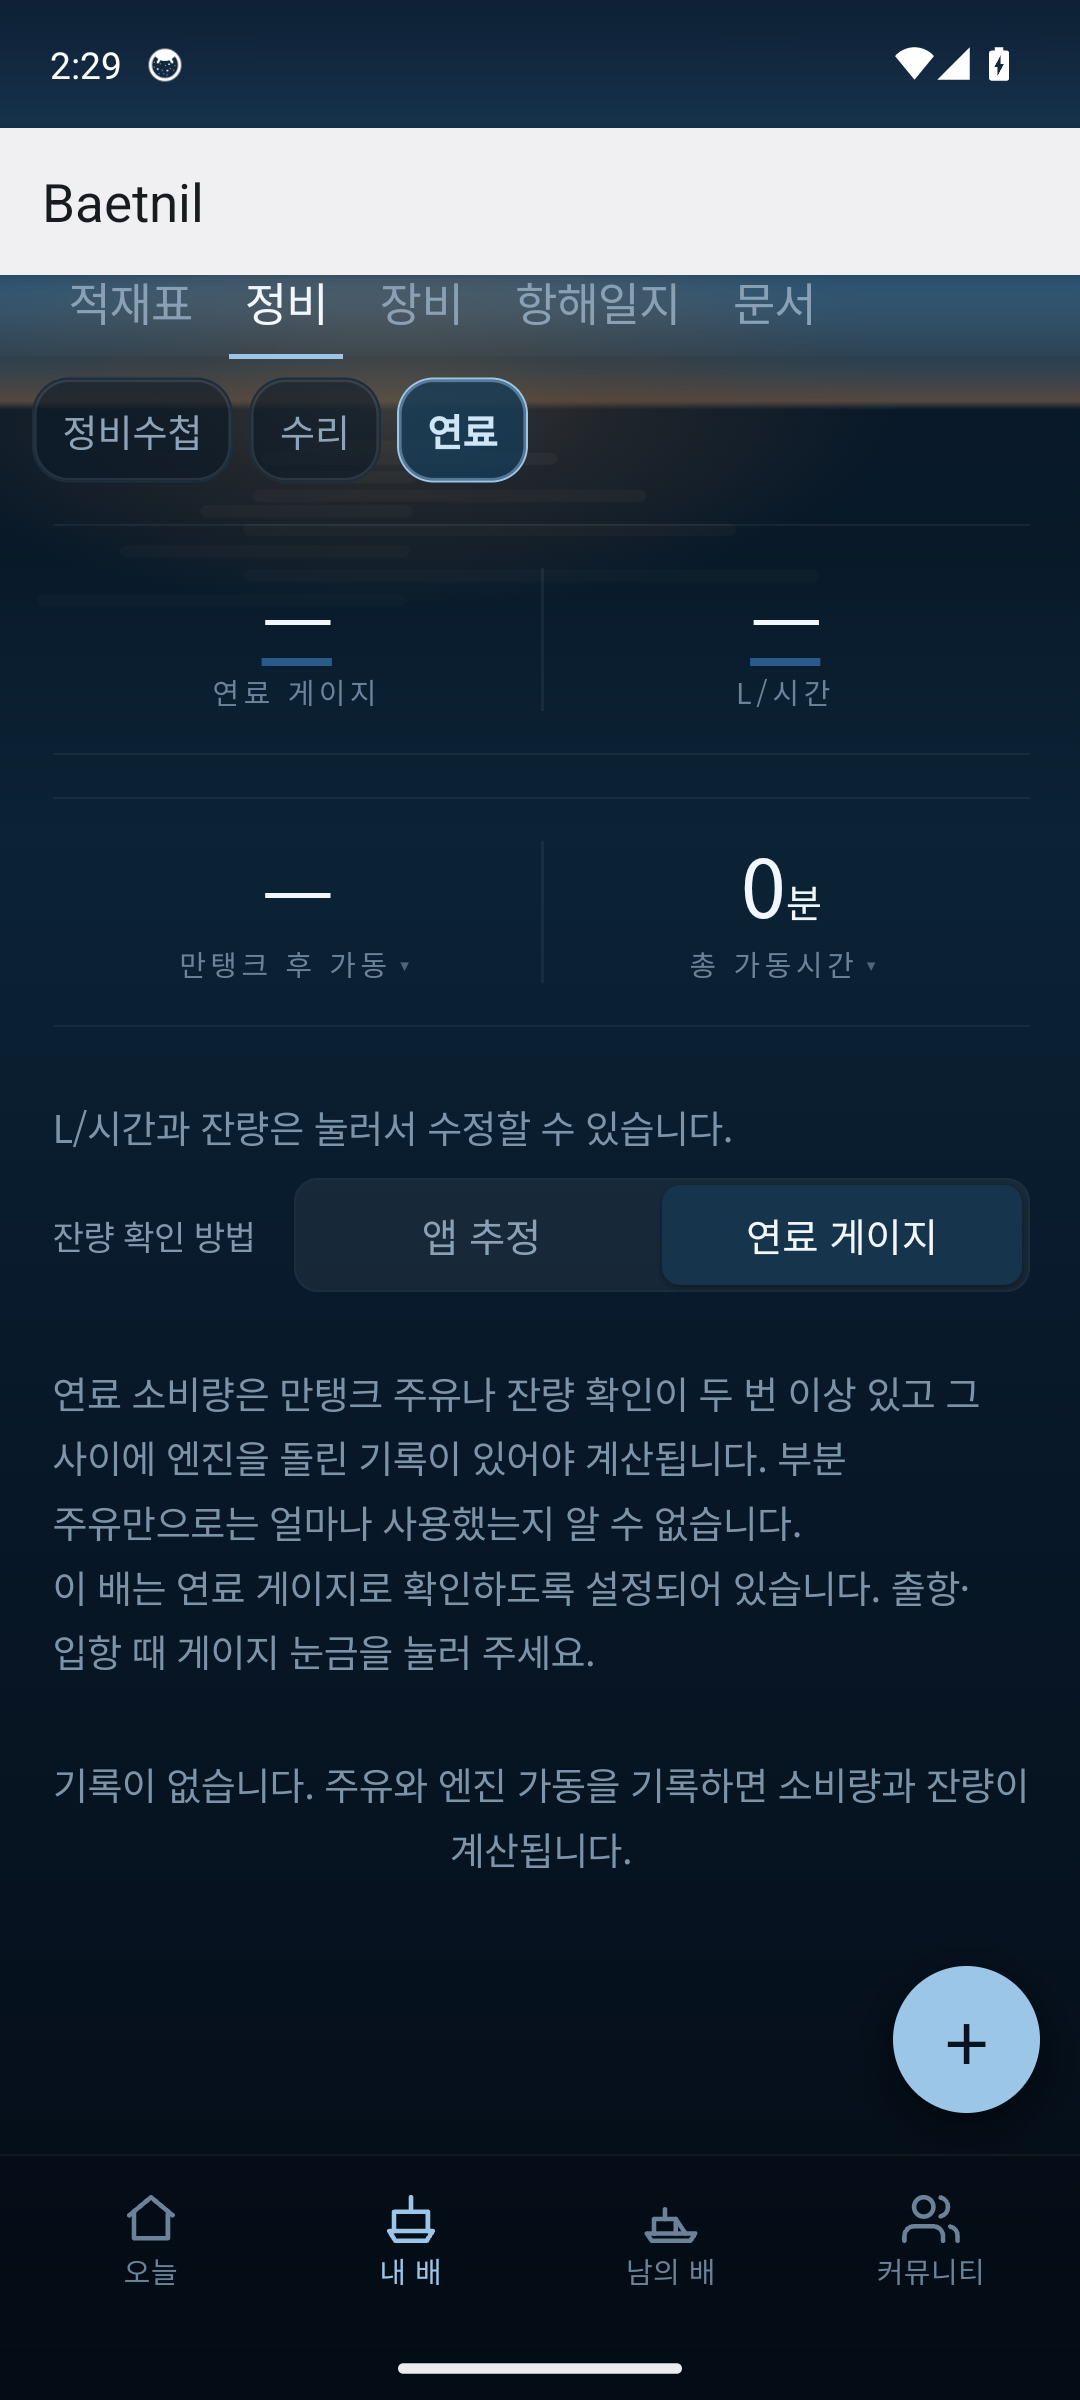 2:29
Baetnil
적재표 정비 장비 항해일지 문서
정비수첩 수리 연료
— —
연료 게이지 L/시간
— 0분
만탱크 후 가동 ▾ 총 가동시간 ▾
L/시간과 잔량은 눌러서 수정할 수 있습니다.
잔량 확인 방법 앱 추정 연료 게이지
연료 소비량은 만탱크 주유나 잔량 확인이 두 번 이상 있고 그
사이에 엔진을 돌린 기록이 있어야 계산됩니다. 부분
주유만으로는 얼마나 사용했는지 알 수 없습니다.
이 배는 연료 게이지로 확인하도록 설정되어 있습니다. 출항·
입항 때 게이지 눈금을 눌러 주세요.
기록이 없습니다. 주유와 엔진 가동을 기록하면 소비량과 잔량이
계산됩니다.
+
오늘 내 배 남의 배 커뮤니티